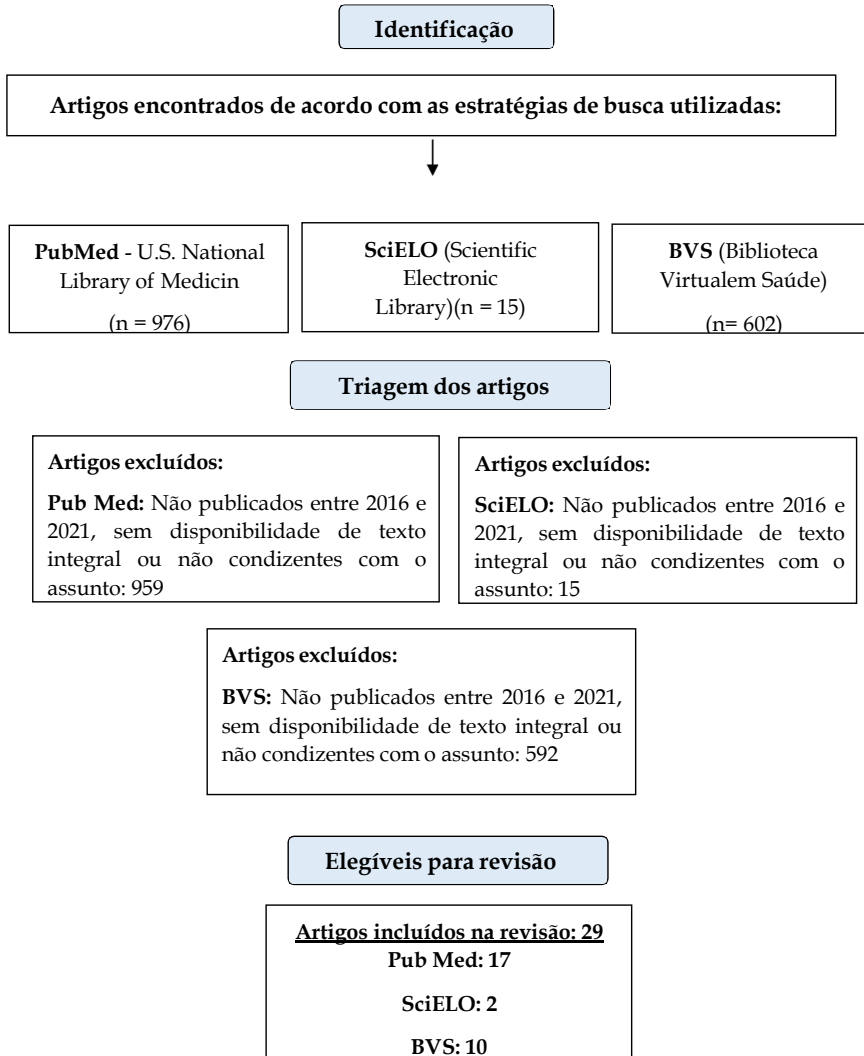 Identificação
Artigos encontrados de acordo com as estratégias de busca utilizadas:
PubMed - U.S. National
Library of Medicin
(n = 976)
SciELO (Scientific
Electronic
Library)(n = 15)
BVS (Biblioteca
Virtualem Saúde)
(n= 602)
Triagem dos artigos
Artigos excluídos:
Pub Med: Não publicados entre 2016 e
2021, sem disponibilidade de texto
integral ou não condizentes com o
assunto: 959
Artigos excluídos:
SciELO: Não publicados entre 2016 e
2021, sem disponibilidade de texto
integral ou não condizentes com o
assunto: 15
Artigos excluídos:
BVS: Não publicados entre 2016 e 2021,
sem disponibilidade de texto integral ou
não condizentes com o assunto: 592
Elegíveis para revisão
Artigos incluídos na revisão: 29
Pub Med: 17
SciELO: 2
BVS: 10